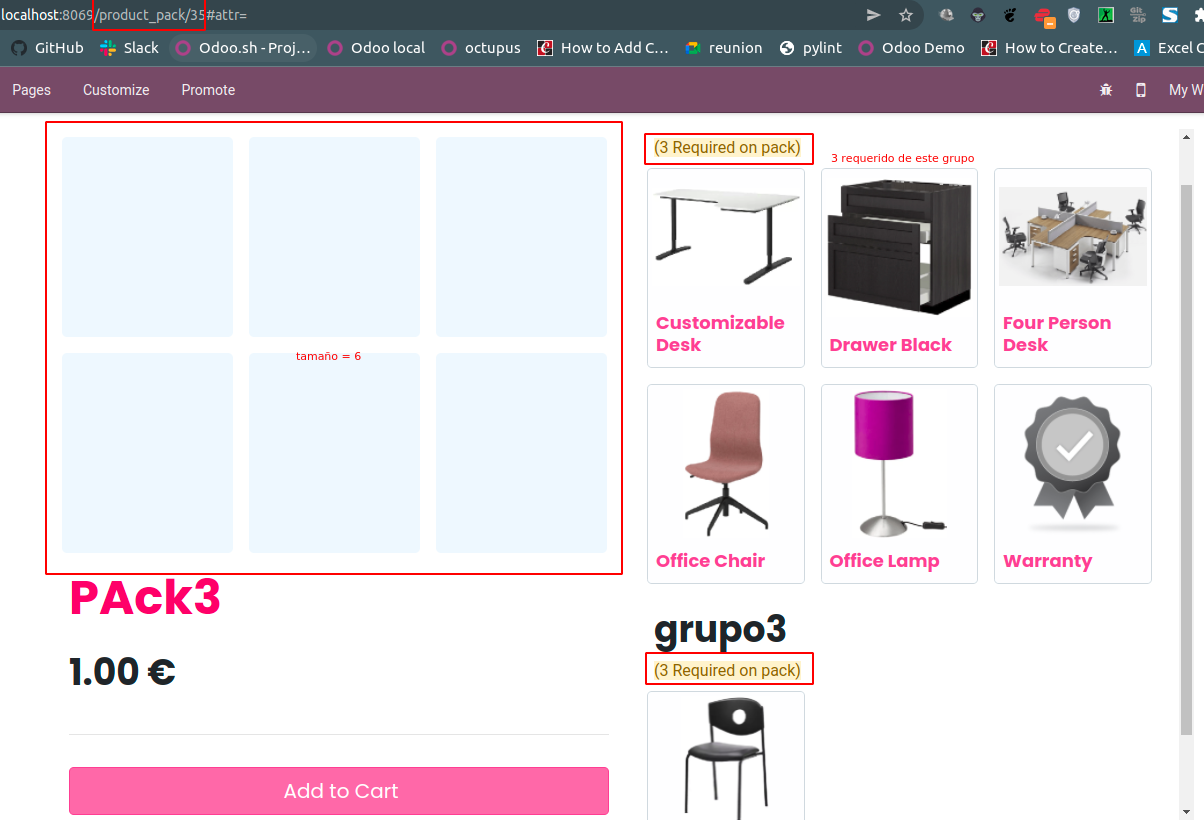 localhost:8069/product_pack/35#attr=
GitHub Slack Odoo.sh - Proj... Odoo local octupus How to Add C... reunion pylint Odoo Demo How to Create... Excel C
Pages Customize Promote My W
(3 Required on pack)
3 requerido de este grupo
Customizable Desk
Drawer Black
Four Person Desk
tamaño = 6
Office Chair
Office Lamp
Warranty
PAck3
1.00 €
Add to Cart
grupo3
(3 Required on pack)